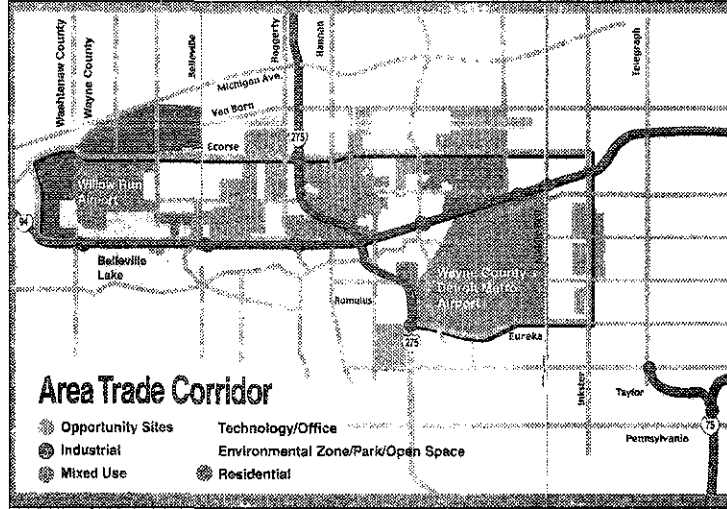 Washtenaw County
Wayne County
Belleville
Haggerty
Hannan
Telegraph
Michigan Ave.
Van Born
275
Ecorse
Willow Run
Airport
94
Belleville
Lake
Wayne County's
Detroit Metro
Airport
Romulus
275
Eureka
Inkster
Taylor
75
Pennsylvania
Area Trade Corridor
Opportunity Sites
Technology/Office
Industrial
Environmental Zone/Park/Open Space
Mixed Use
Residential